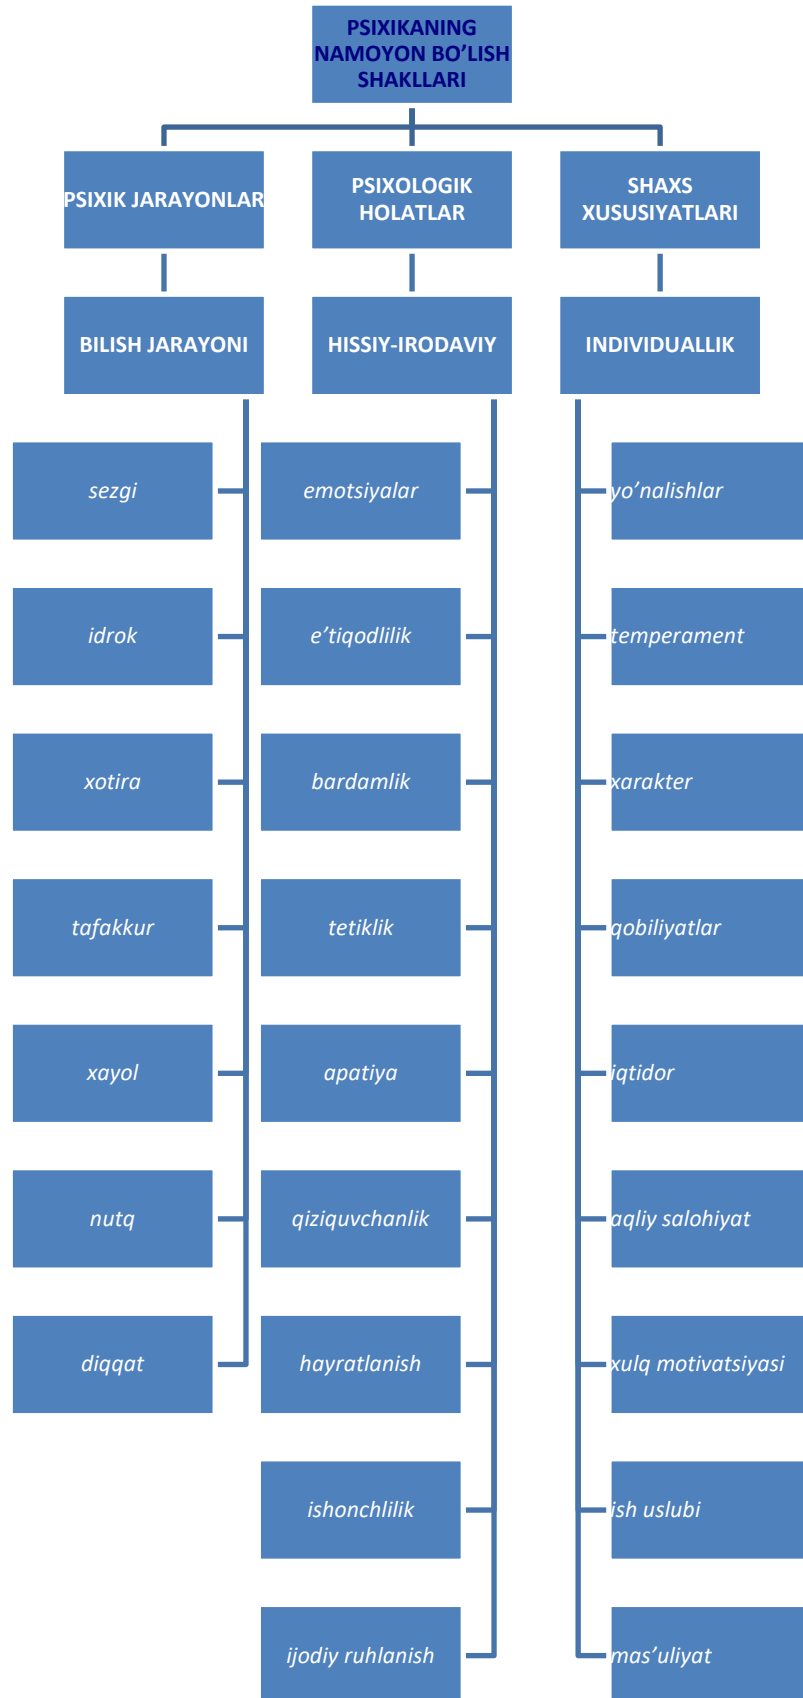 PSIXIKANING
NAMOYON BO’LISH
SHAKLLARI
PSIXIK JARAYONLAR
PSIXOLOGIK
HOLATLAR
SHAXS
XUSUSIYATLARI
BILISH JARAYONI
HISSIY-IRODAVIY
INDIVIDUALLIK
sezgi
emotsiyalar
yo’nalishlar
idrok
e’tiqodlilik
temperament
xotira
bardamlik
xarakter
tafakkur
tetiklik
qobiliyatlar
xayol
apatiya
iqtidor
nutq
qiziquvchanlik
aqliy salohiyat
diqqat
hayratlanish
xulq motivatsiyasi
ishonchlilik
ish uslubi
ijodiy ruhlanish
mas’uliyat